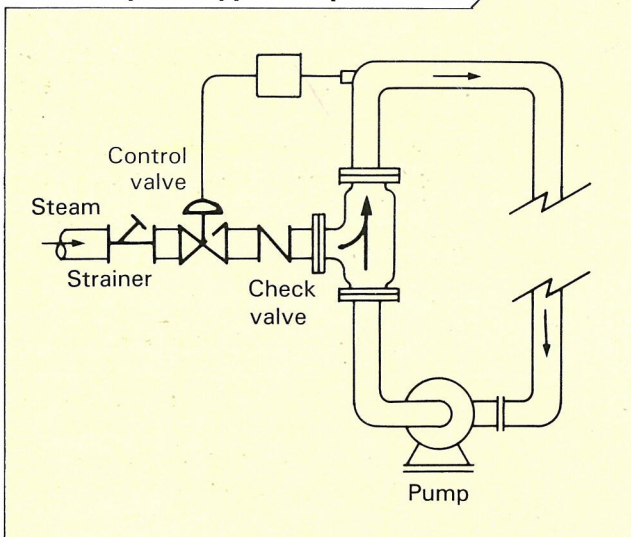 Control
valve
Steam
Strainer
Check
valve
Pump